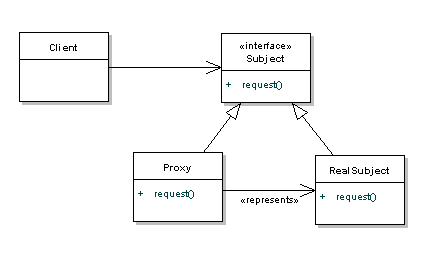 Client
«interface»
Subject
+ request()
Proxy
+ request()
«represents»
RealSubject
+ request()